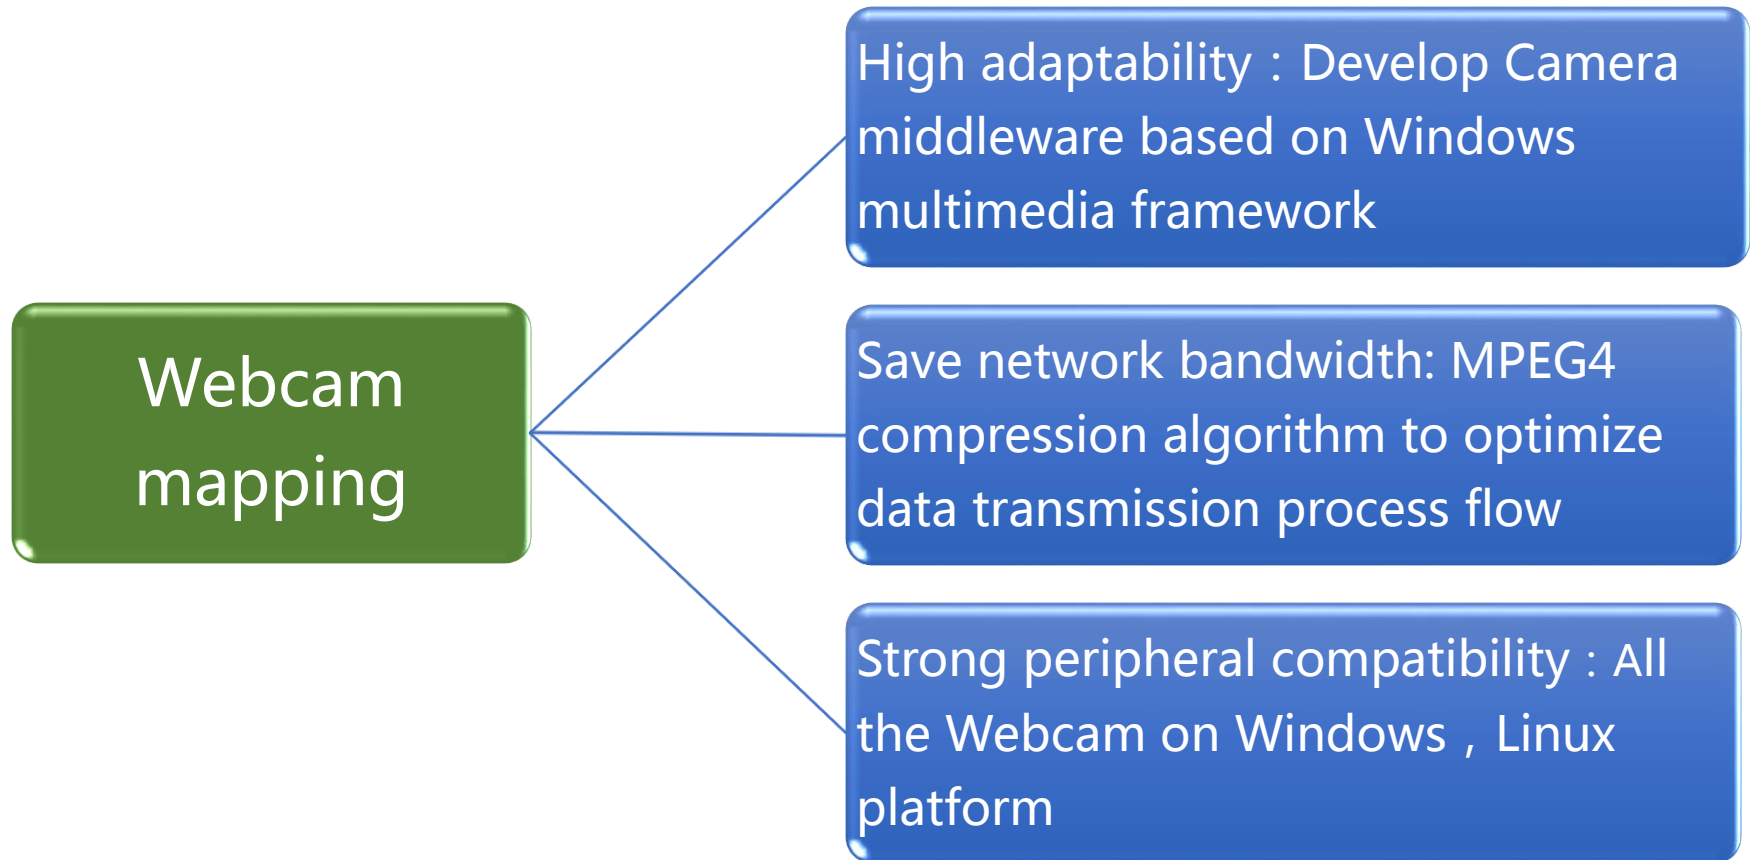 Webcam
mapping
High adaptability：Develop Camera
middleware based on Windows
multimedia framework
Save network bandwidth: MPEG4
compression algorithm to optimize
data transmission process flow
Strong peripheral compatibility：All
the Webcam on Windows，Linux
platform